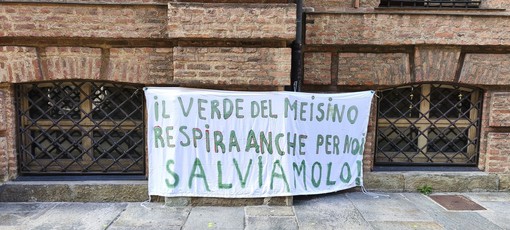 iL VERDE DEL MEISINO
RESPIRA ANCHE PER NOI
SALVIAMOLO!